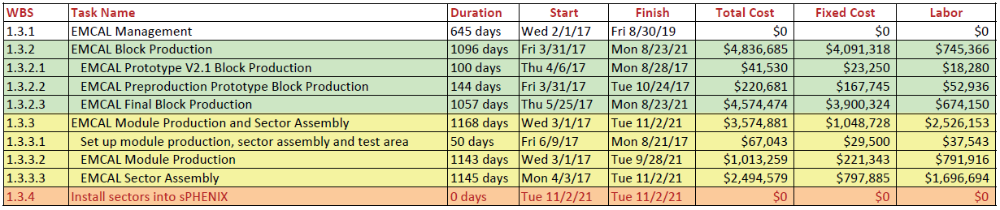 WBS Task Name Duration Start Finish Total Cost Fixed Cost Labor
1.3.1 EMCAL Management 645 days Wed 2/1/17 Fri 8/30/19 $0 $0 $0
1.3.2 EMCAL Block Production 1096 days Fri 3/31/17 Mon 8/23/21 $4,836,685 $4,091,318 $745,366
1.3.2.1 EMCAL Prototype V2.1 Block Production 100 days Thu 4/6/17 Mon 8/28/17 $41,530 $23,250 $18,280
1.3.2.2 EMCAL Preproduction Prototype Block Production 144 days Fri 3/31/17 Tue 10/24/17 $220,681 $167,745 $52,936
1.3.2.3 EMCAL Final Block Production 1057 days Thu 5/25/17 Mon 8/23/21 $4,574,474 $3,900,324 $674,150
1.3.3 EMCAL Module Production and Sector Assembly 1168 days Wed 3/1/17 Tue 11/2/21 $3,574,881 $1,048,728 $2,526,153
1.3.3.1 Set up module production, sector assembly and test area 50 days Fri 6/9/17 Mon 8/21/17 $67,043 $29,500 $37,543
1.3.3.2 EMCAL Module Production 1143 days Wed 3/1/17 Tue 9/28/21 $1,013,259 $221,343 $791,916
1.3.3.3 EMCAL Sector Assembly 1145 days Mon 4/3/17 Tue 11/2/21 $2,494,579 $797,885 $1,696,694
1.3.4 Install sectors into sPHENIX 0 days Tue 11/2/21 Tue 11/2/21 $0 $0 $0